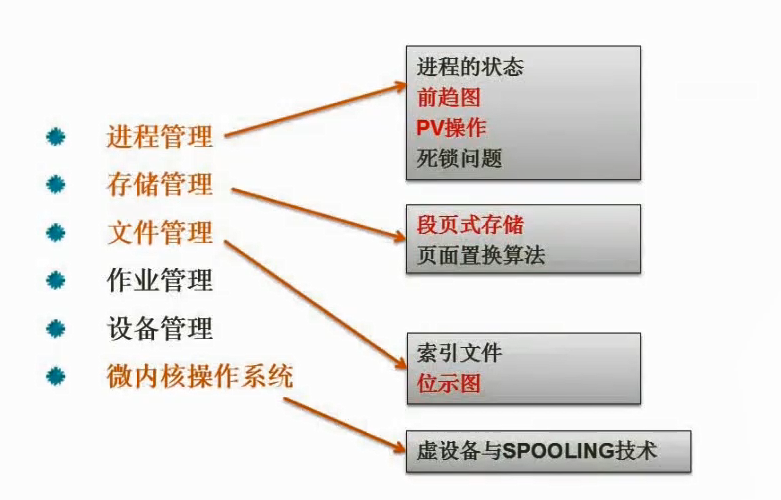 进程管理
存储管理
文件管理
作业管理
设备管理
微内核操作系统
进程的状态
前趋图
PV操作
死锁问题
段页式存储
页面置换算法
索引文件
位示图
虚设备与SPOOLING技术